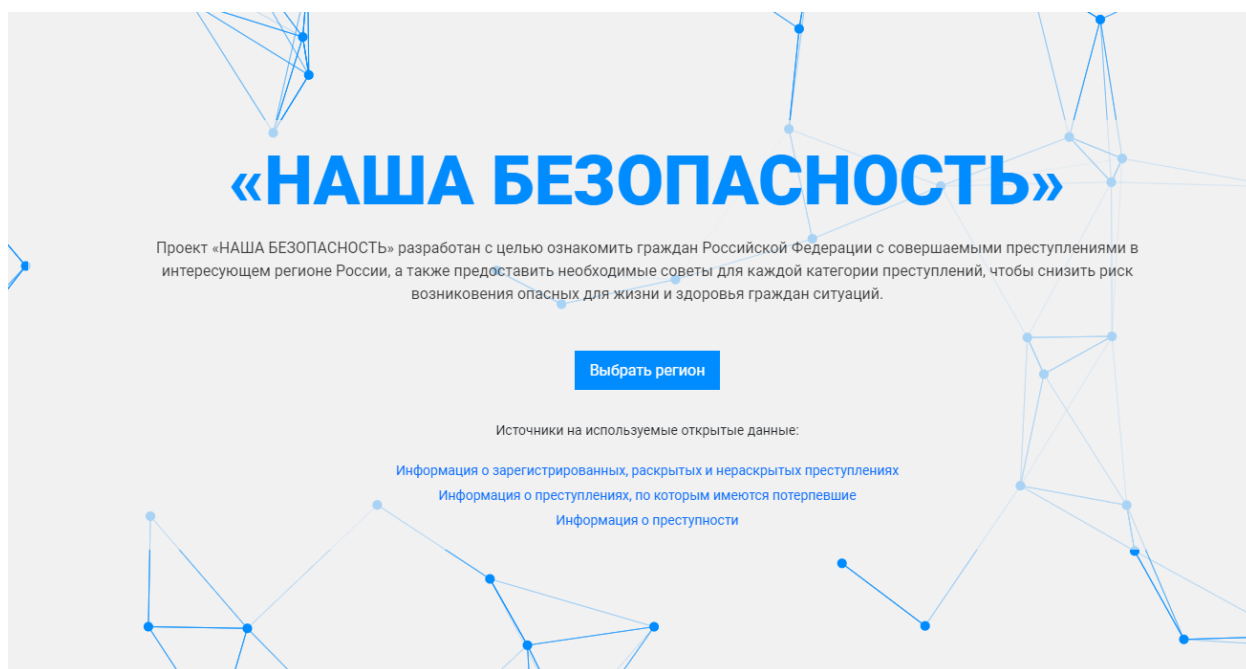 «НАША БЕЗОПАСНОСТЬ»
Проект «НАША БЕЗОПАСНОСТЬ» разработан с целью ознакомить граждан Российской Федерации с совершаемыми преступлениями в
интересующем регионе России, а также предоставить необходимые советы для каждой категории преступлений, чтобы снизить риск
возниковения опасных для жизни и здоровья граждан ситуаций.
Выбрать регион
Источники на используемые открытые данные:
Информация о зарегистрированных, раскрытых и нераскрытых преступлениях
Информация о преступлениях, по которым имеются потерпевшие
Информация о преступности